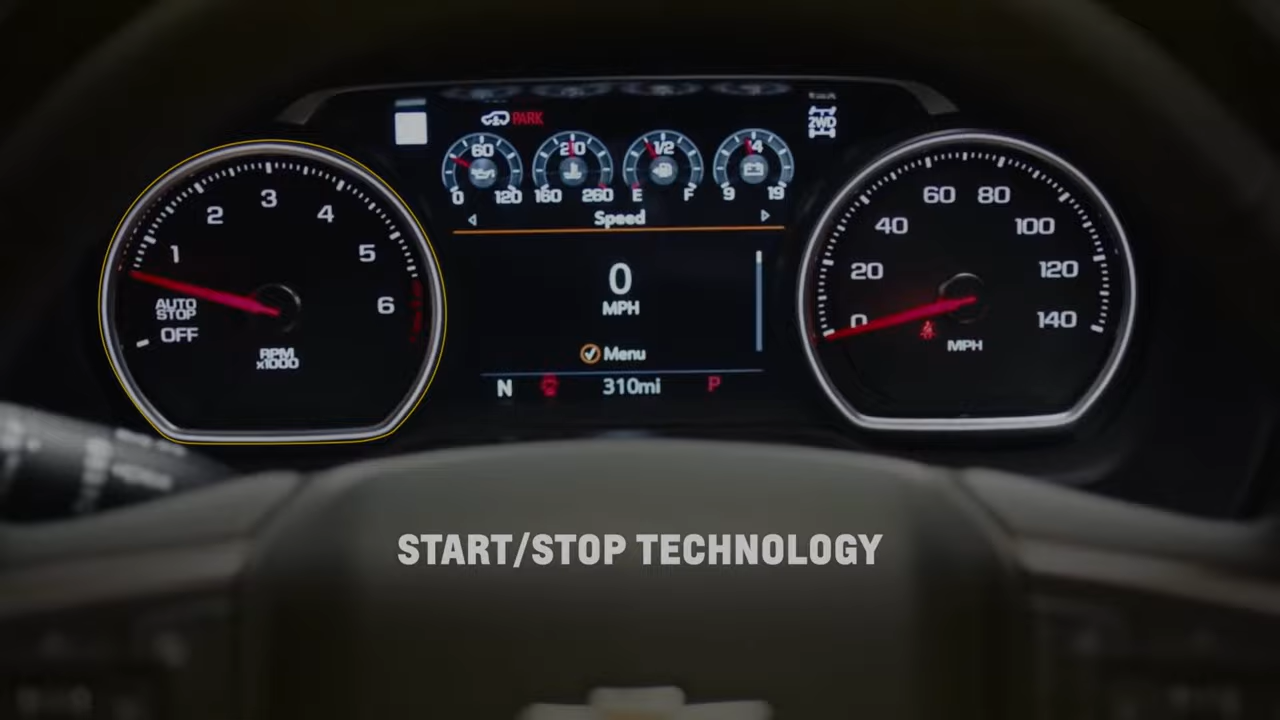 PARK
2WD
60
0 120
210
160 260
1/2
E F
14
9 19
Speed
1
2
3
4
5
6
AUTO
STOP
OFF
RPM
x1000
0
MPH
Menu
N
310mi
P
0
20
40
60
80
100
120
140
MPH
START/STOP TECHNOLOGY